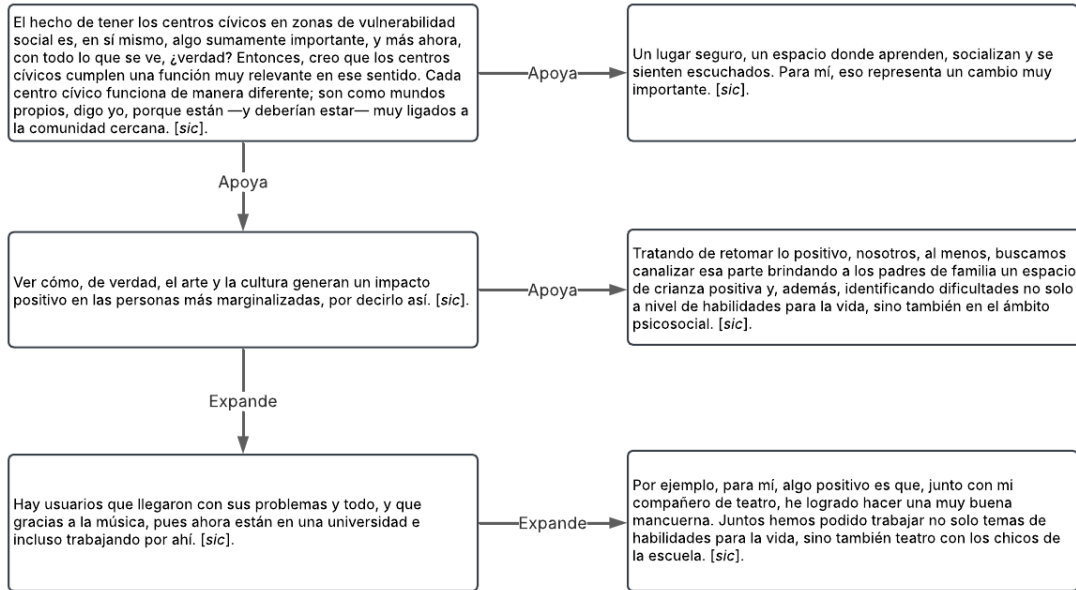 El hecho de tener los centros cívicos en zonas de vulnerabilidad
social es, en sí mismo, algo sumamente importante, y más ahora,
con todo lo que se ve, ¿verdad? Entonces, creo que los centros
cívicos cumplen una función muy relevante en ese sentido. Cada
centro cívico funciona de manera diferente; son como mundos
propios, digo yo, porque están —y deberían estar— muy ligados a
la comunidad cercana. [sic].
Apoya
Un lugar seguro, un espacio donde aprenden, socializan y se
sienten escuchados. Para mí, eso representa un cambio muy
importante. [sic].
Apoya
Ver cómo, de verdad, el arte y la cultura generan un impacto
positivo en las personas más marginalizadas, por decirlo así. [sic].
Apoya
Tratando de retomar lo positivo, nosotros, al menos, buscamos
canalizar esa parte brindando a los padres de familia un espacio
de crianza positiva y, además, identificando dificultades no solo
a nivel de habilidades para la vida, sino también en el ámbito
psicosocial. [sic].
Expande
Hay usuarios que llegaron con sus problemas y todo, y que
gracias a la música, pues ahora están en una universidad e
incluso trabajando por ahí. [sic].
Expande
Por ejemplo, para mí, algo positivo es que, junto con mi
compañero de teatro, he logrado hacer una muy buena
mancuerna. Juntos hemos podido trabajar no solo temas de
habilidades para la vida, sino también teatro con los chicos de
la escuela. [sic].